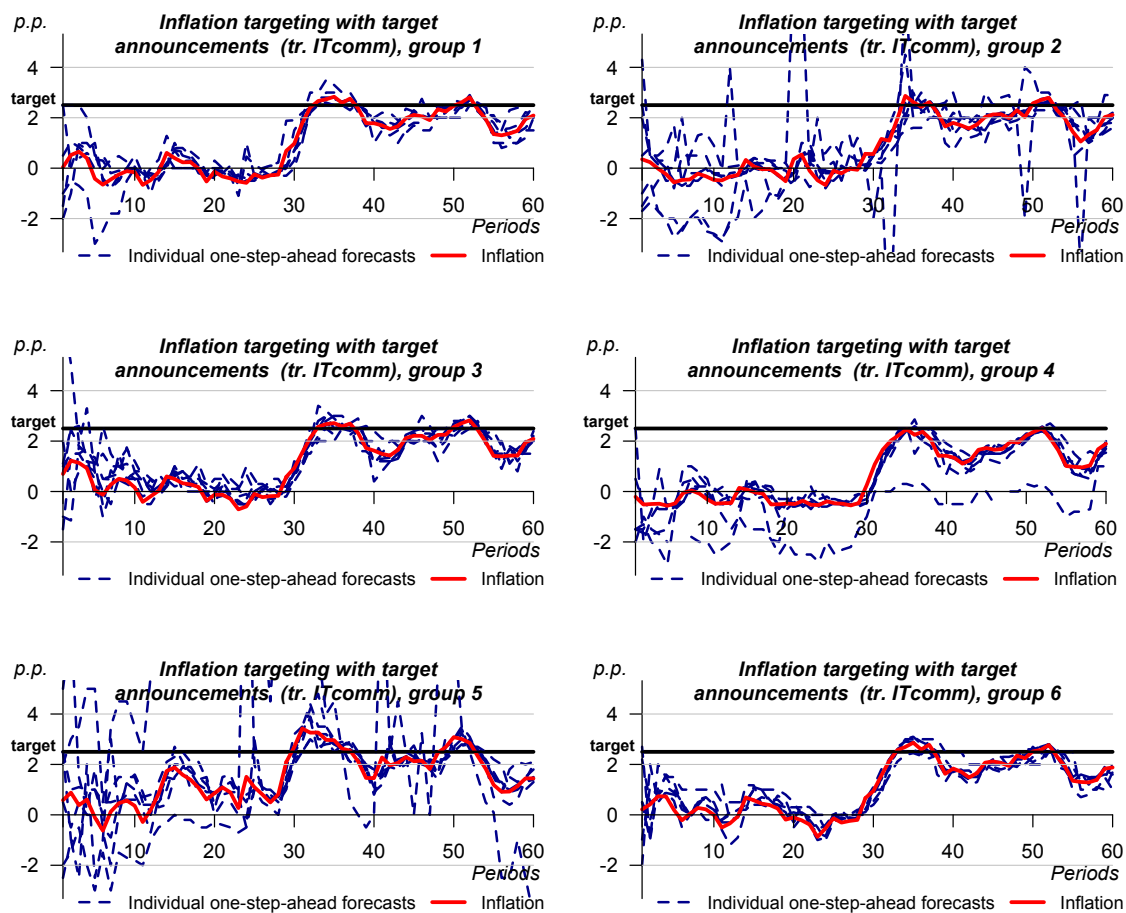 p.p.
Inflation targeting with target
announcements (tr. ITcomm), group 1
4
target
2
0
-2
10 20 30 40 50 60
Periods
Individual one-step-ahead forecasts Inflation
p.p.
Inflation targeting with target
announcements (tr. ITcomm), group 2
4
target
2
0
-2
10 20 30 40 50 60
Periods
Individual one-step-ahead forecasts Inflation
p.p.
Inflation targeting with target
announcements (tr. ITcomm), group 3
4
target
2
0
-2
10 20 30 40 50 60
Periods
Individual one-step-ahead forecasts Inflation
p.p.
Inflation targeting with target
announcements (tr. ITcomm), group 4
4
target
2
0
-2
10 20 30 40 50 60
Periods
Individual one-step-ahead forecasts Inflation
p.p.
Inflation targeting with target
announcements (tr. ITcomm), group 5
4
target
2
0
-2
10 20 30 40 50 60
Periods
Individual one-step-ahead forecasts Inflation
p.p.
Inflation targeting with target
announcements (tr. ITcomm), group 6
4
target
2
0
-2
10 20 30 40 50 60
Periods
Individual one-step-ahead forecasts Inflation